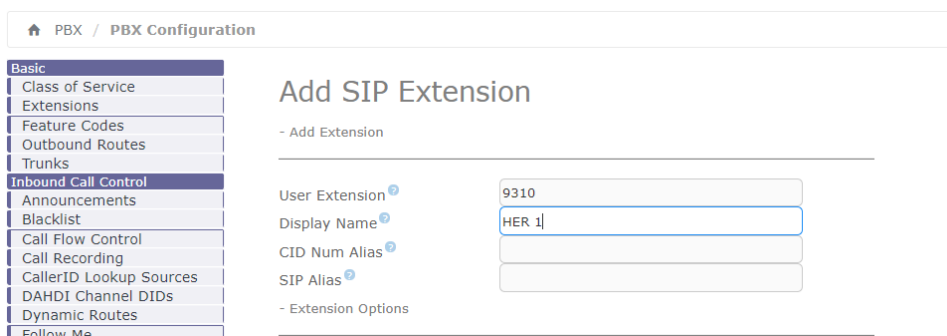 PBX / PBX Configuration
Basic
Class of Service
Extensions
Feature Codes
Outbound Routes
Trunks
Inbound Call Control
Announcements
Blacklist
Call Flow Control
Call Recording
CallerID Lookup Sources
DAHDI Channel DIDs
Dynamic Routes
Follow Me
Add SIP Extension
- Add Extension
User Extension ? 9310
Display Name ? HER 1
CID Num Alias ?
SIP Alias ?
- Extension Options